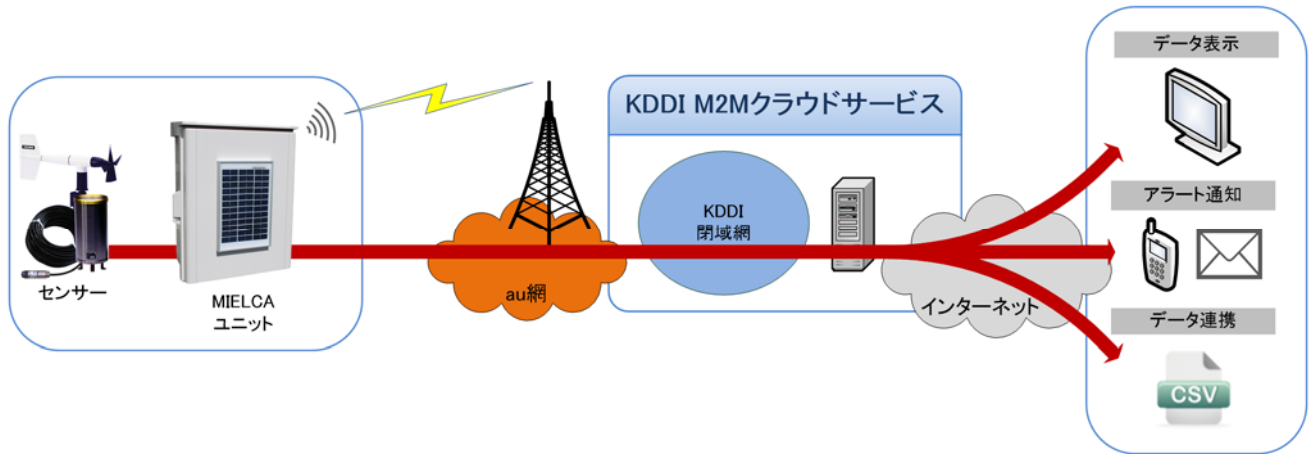 センサー
MIELCA
ユニット
au網
KDDI M2Mクラウドサービス
KDDI
閉域網
インターネット
データ表示
アラート通知
データ連携
CSV